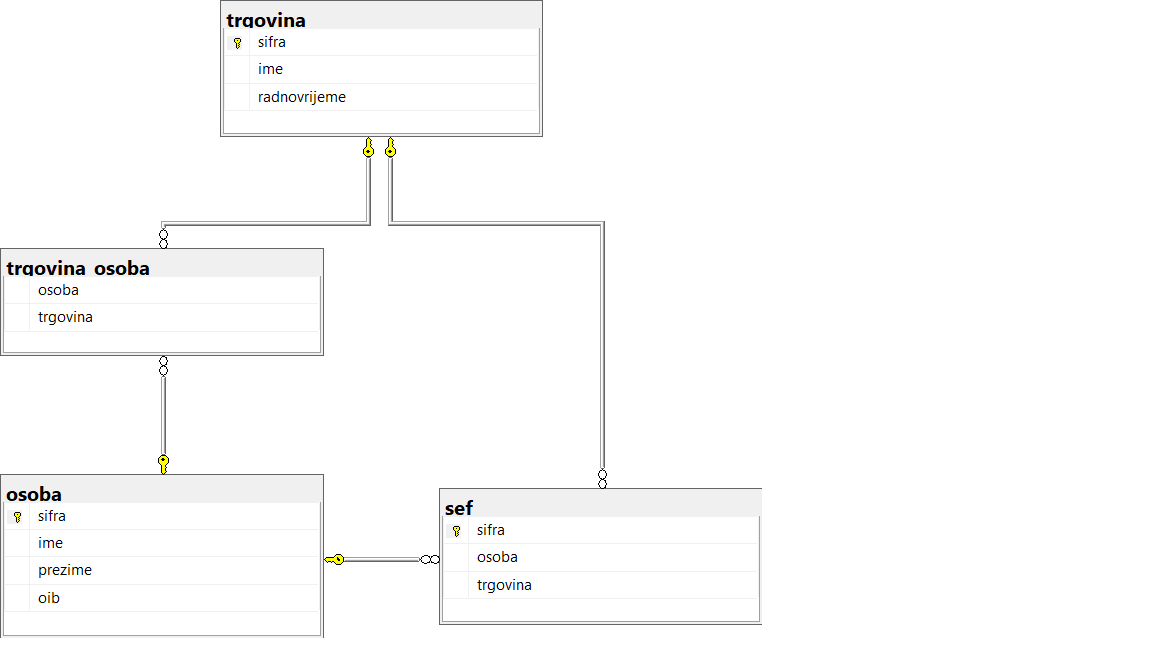 trgovina
sifra
ime
radnovrijeme
trgovina_osoba
osoba
trgovina
osoba
sifra
ime
prezime
oib
sef
sifra
osoba
trgovina